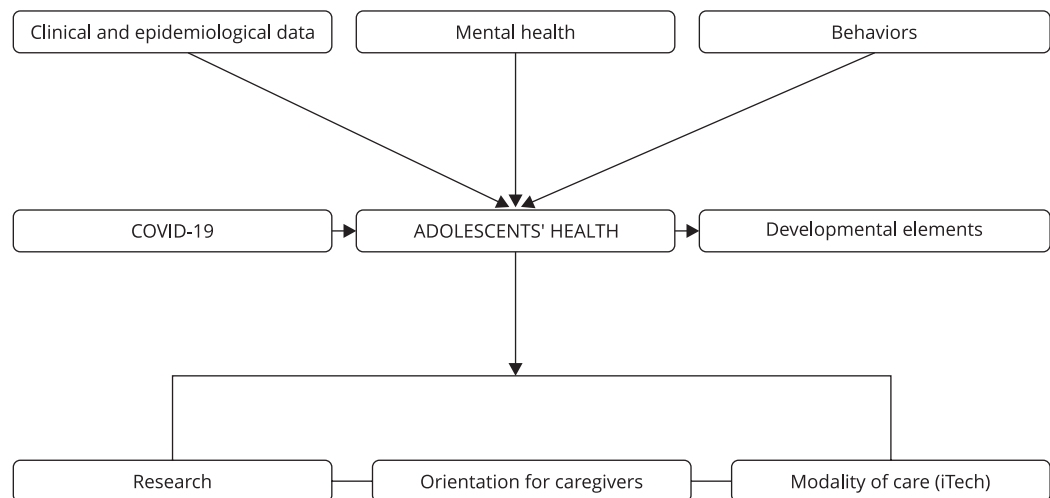 Clinical and epidemiological data
Mental health
Behaviors
COVID-19
ADOLESCENTS' HEALTH
Developmental elements
Research
Orientation for caregivers
Modality of care (iTech)